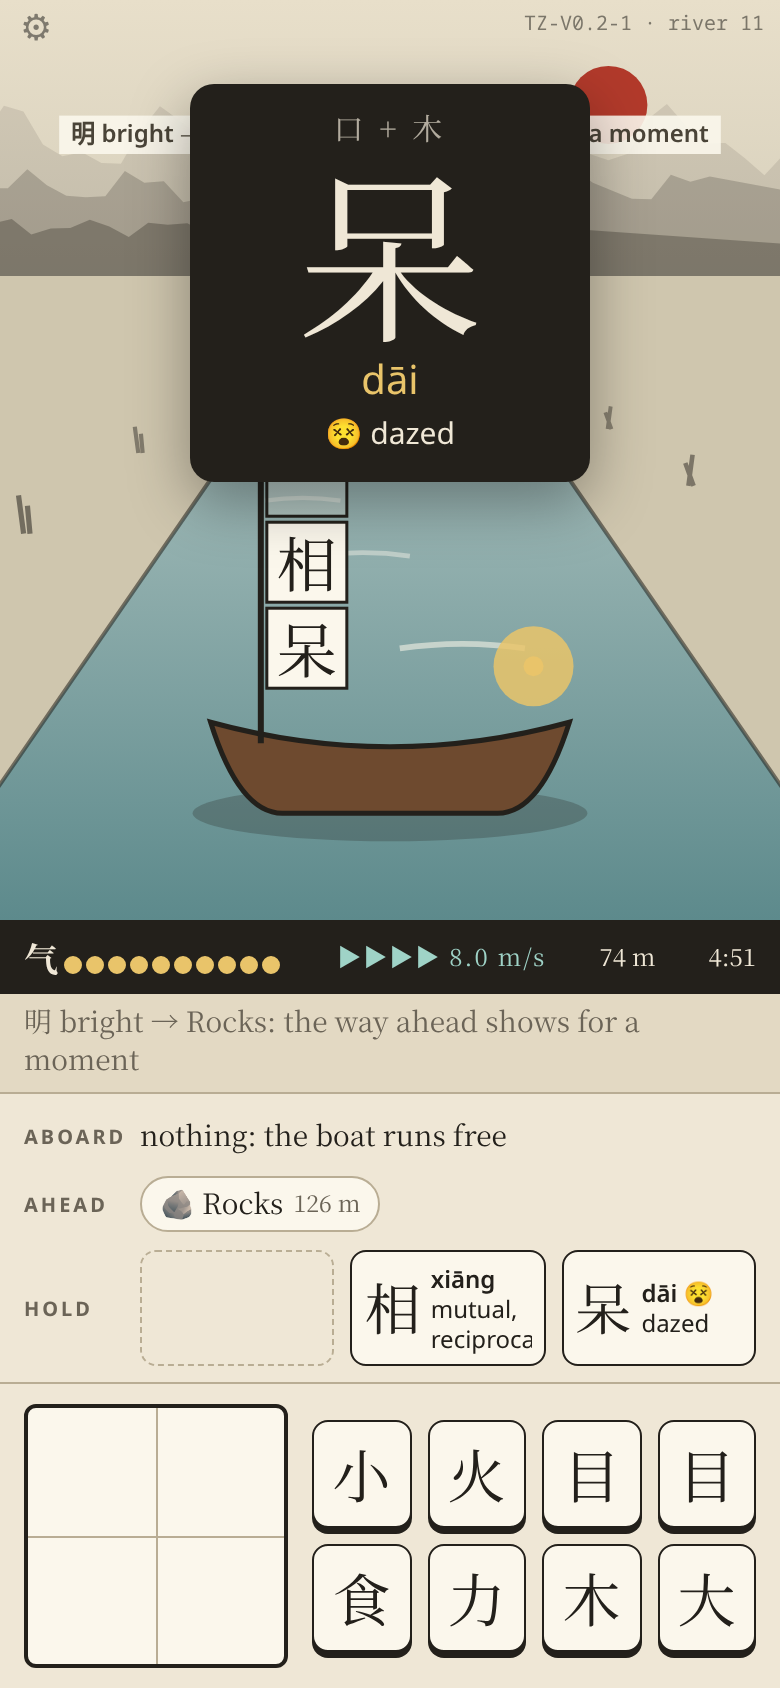 TZ-V0.2-1 · river 11
明 bright –
a moment
口 + 木
呆
dāi
😵 dazed
相
呆
气
8.0 m/s
74 m
4:51
明 bright → Rocks: the way ahead shows for a
moment
ABOARD nothing: the boat runs free
AHEAD Rocks 126 m
HOLD
相 xiāng
mutual,
reciproca
呆 dāi 😵
dazed
小 火 目 目
食 力 木 大